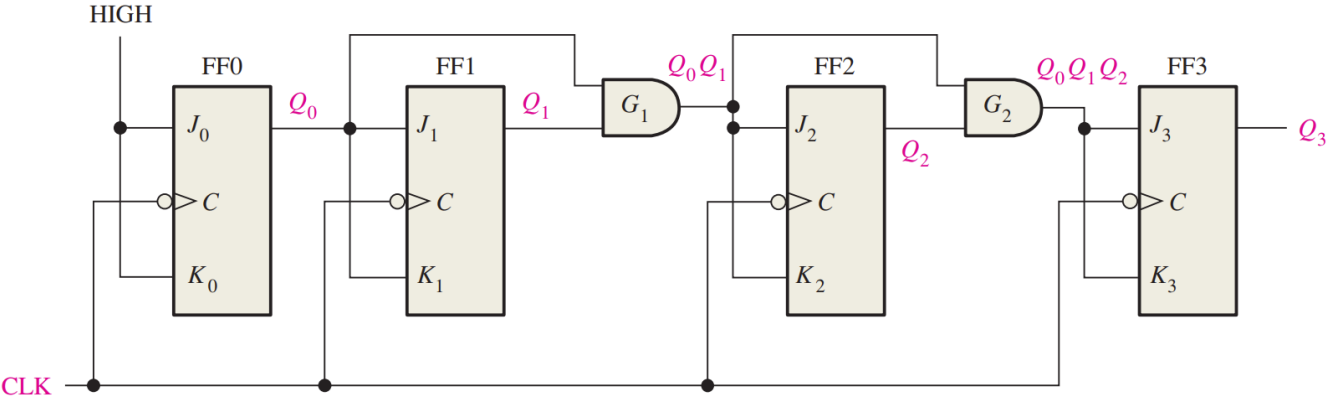 HIGH
FF0 FF1 FF2 FF3
Q0 Q1 G1 Q0Q1 Q2 G2 Q0Q1Q2 Q3
J0 J1 J2 J3
C C C C
K0 K1 K2 K3
CLK